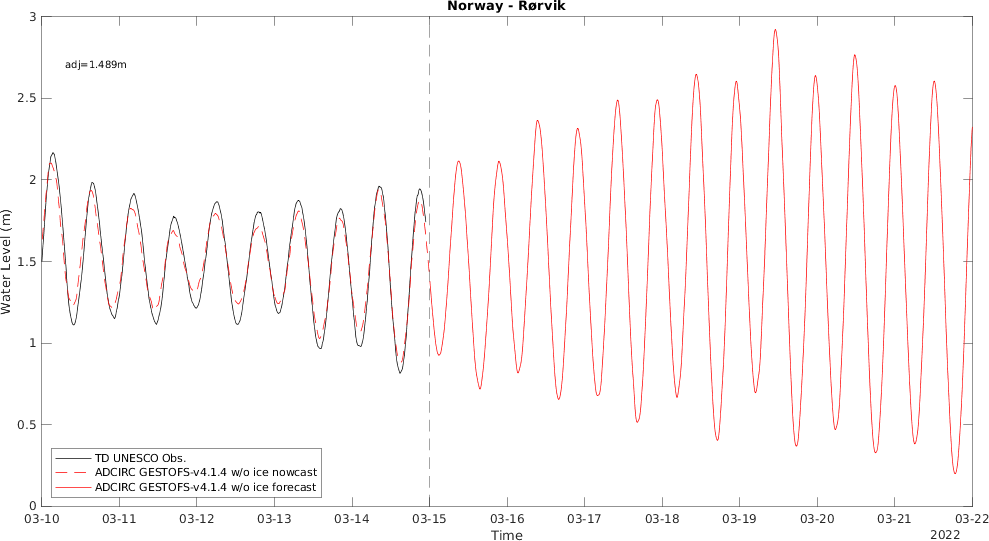 Norway - Rørvik
adj=1.489m
Water Level (m)
3
2.5
2
1.5
1
0.5
0
TD UNESCO Obs.
ADCIRC GESTOFS-v4.1.4 w/o ice nowcast
ADCIRC GESTOFS-v4.1.4 w/o ice forecast
03-10 03-11 03-12 03-13 03-14 03-15 03-16 03-17 03-18 03-19 03-20 03-21 03-22
Time
2022